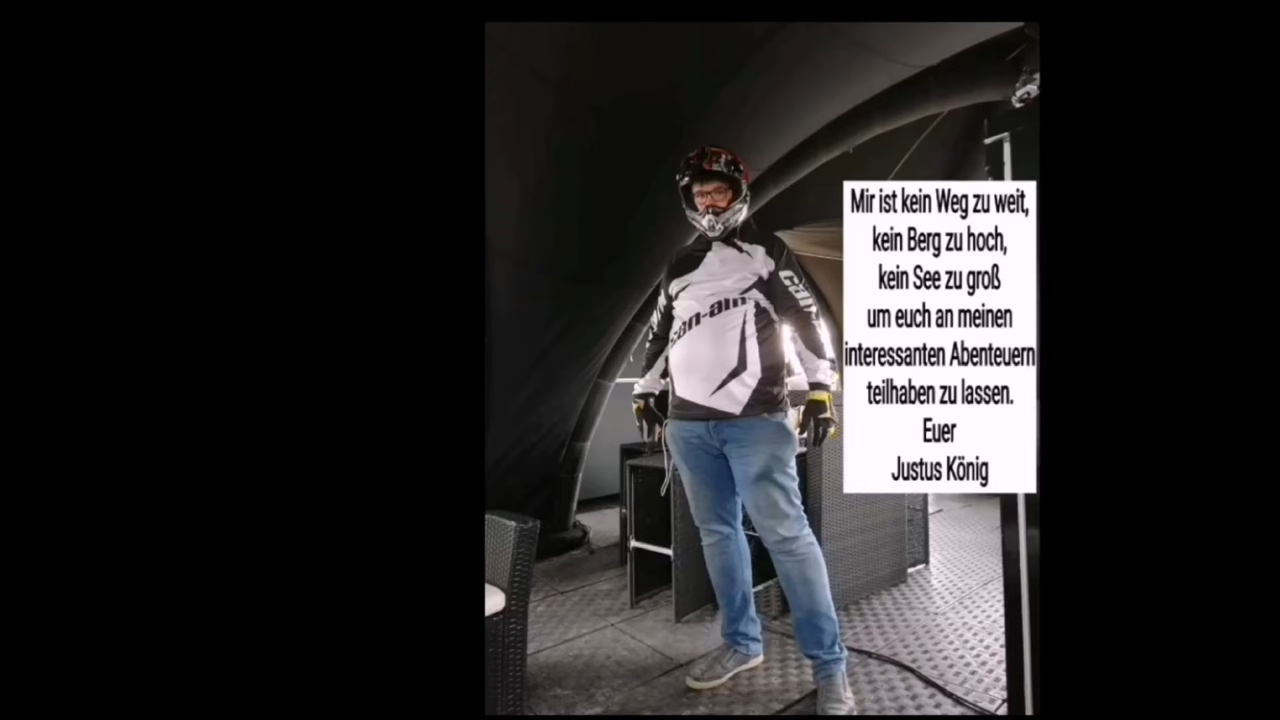 Mir ist kein Weg zu weit,
kein Berg zu hoch,
kein See zu groß
um euch an meinen
interessanten Abenteuern
teilhaben zu lassen.
Euer
Justus König
can-am
can